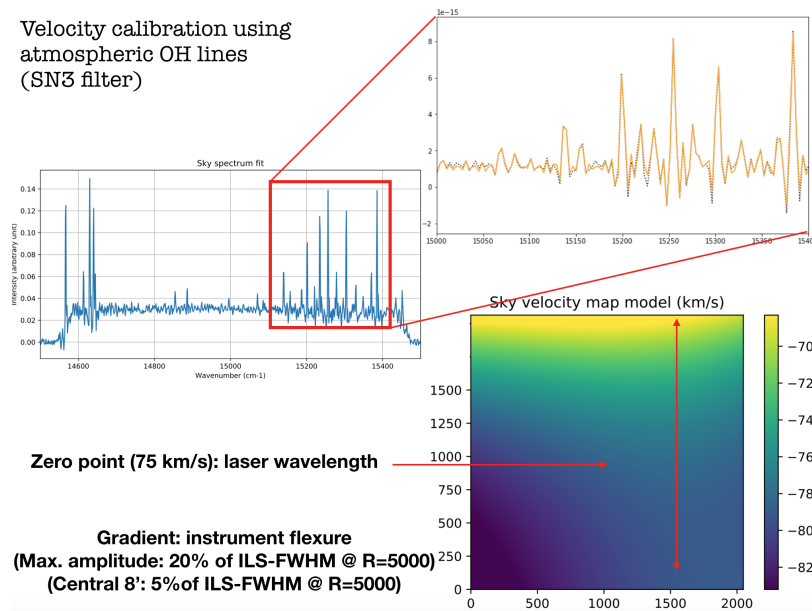 Velocity calibration using
atmospheric OH lines
(SN3 filter)
1e−15
8
6
4
2
0
−2
15000 15050 15100 15150 15200 15250 15300 15350 1540
Sky spectrum fit
Intensity (arbitrary unit)
0.14
0.12
0.10
0.08
0.06
0.04
0.02
0.00
14600 14800 15000 15200 15400
Wavenumber (cm-1)
Sky velocity map model (km/s)
1500
1250
1000
750
500
250
0
0 500 1000 1500 2000
−70
−72
−74
−76
−78
−80
−82
Zero point (75 km/s): laser wavelength
Gradient: instrument flexure
(Max. amplitude: 20% of ILS-FWHM @ R=5000)
(Central 8’: 5%of ILS-FWHM @ R=5000)